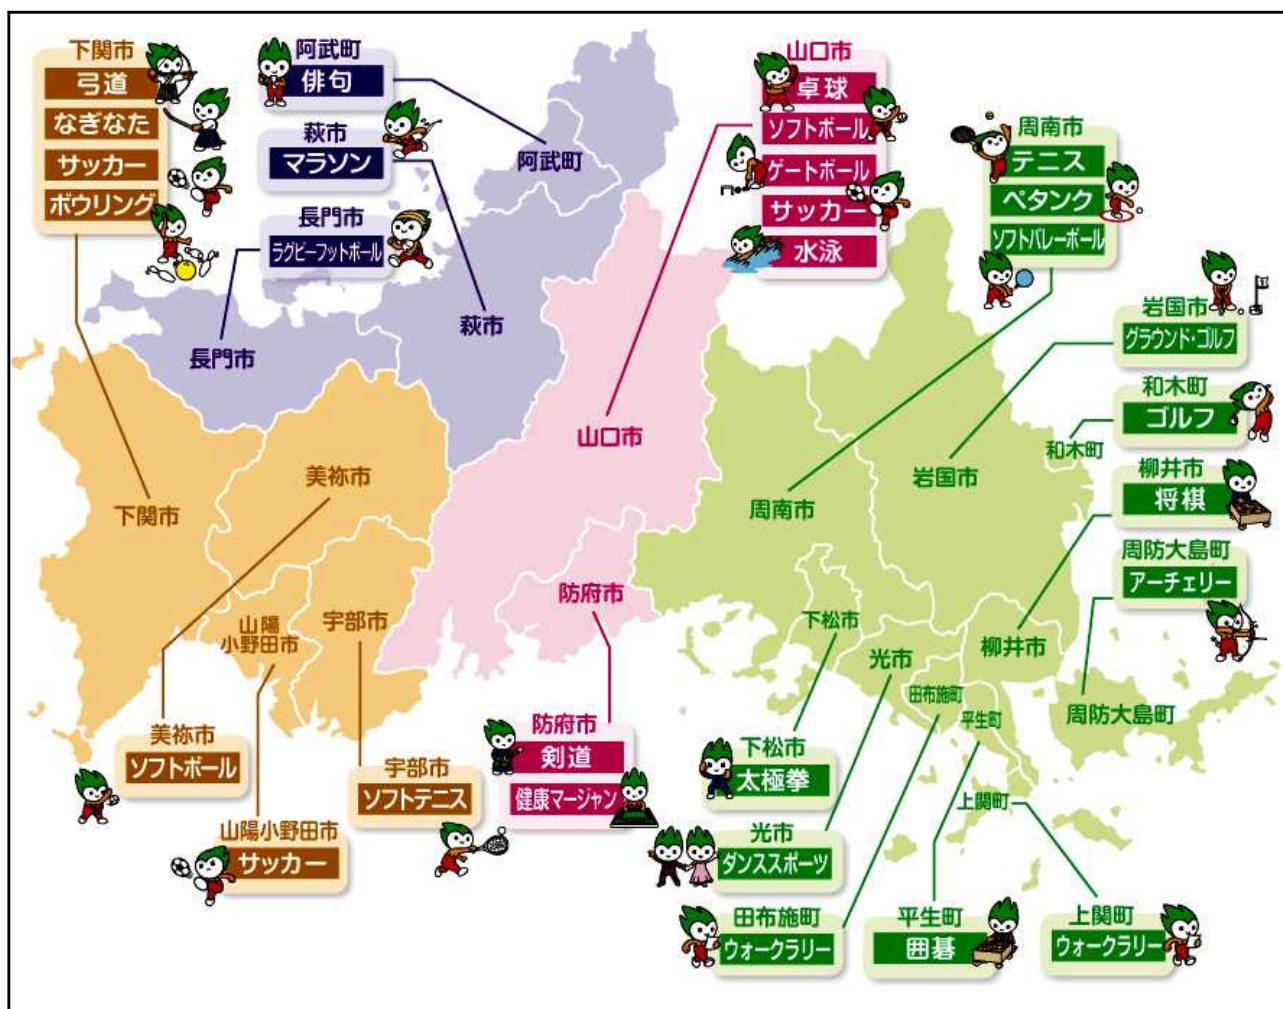 下関市
弓道
なぎなた
サッカー
ボウリング
阿武町
俳句
萩市
マラソン
長門市
ラグビーフットボール
山口市
卓球
ソフトボール
ゲートボール
サッカー
水泳
周南市
テニス
ペタンク
ソフトバレーボール
岩国市
グラウンド・ゴルフ
和木町
ゴルフ
柳井市
将棋
周防大島町
アーチェリー
阿武町
萩市
長門市
山口市
美祢市
下関市
周南市
岩国市
和木町
防府市
宇部市
山陽
小野田市
下松市
光市
柳井市
田布施町
平生町
周防大島町
上関町
美祢市
ソフトボール
山陽小野田市
サッカー
宇部市
ソフトテニス
防府市
剣道
健康マージャン
下松市
太極拳
光市
ダンススポーツ
田布施町
ウォークラリー
平生町
囲碁
上関町
ウォークラリー